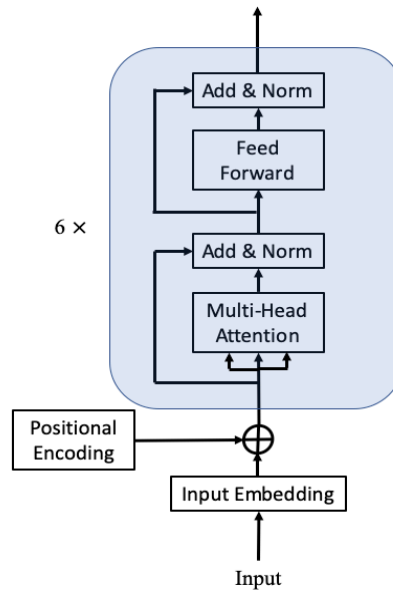 Add & Norm
Feed
Forward
6 ×
Add & Norm
Multi-Head
Attention
Positional
Encoding
Input Embedding
Input